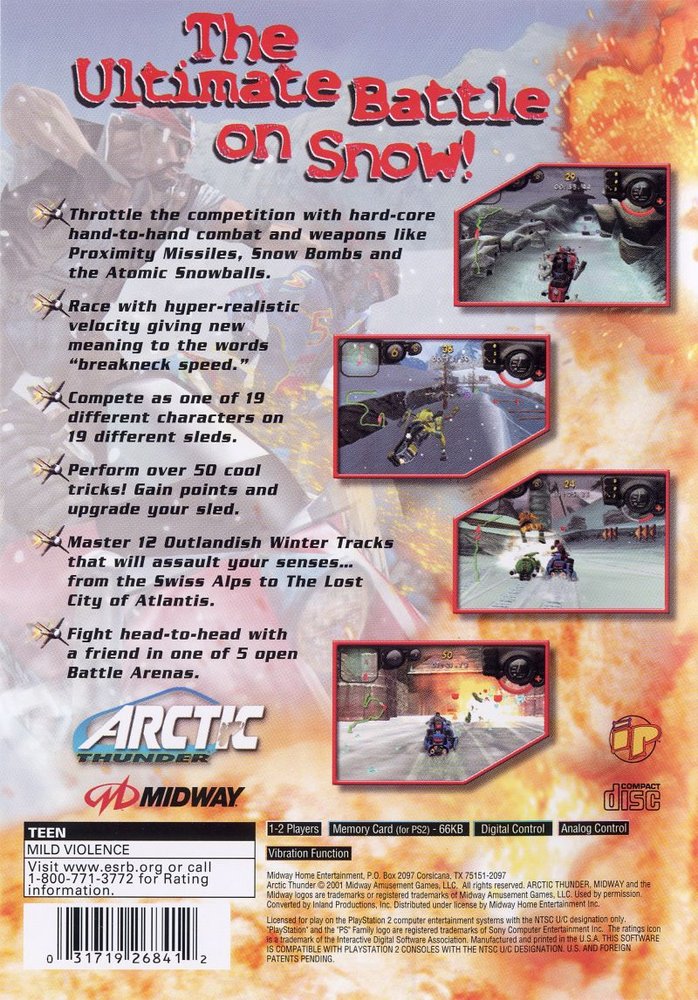 The
Ultimate Battle
on Snow!
Throttle the competition with hard-core
hand-to-hand combat and weapons like
Proximity Missiles, Snow Bombs and
the Atomic Snowballs.
Race with hyper-realistic
velocity giving new
meaning to the words
“breakneck speed.”
Compete as one of 19
different characters on
19 different sleds.
Perform over 50 cool
tricks! Gain points and
upgrade your sled.
Master 12 Outlandish Winter Tracks
that will assault your senses...
from the Swiss Alps to The Lost
City of Atlantis.
Fight head-to-head with
a friend in one of 5 open
Battle Arenas.
29
35
24
50
ARCTIC
THUNDER
MIDWAY
ip
COMPACT
disc
TEEN
MILD VIOLENCE
Visit www.esrb.org or call
1-800-771-3772 for Rating
information.
0 31719 26841 2
1-2 Players
Memory Card (for PS2) - 66KB
Digital Control
Analog Control
Vibration Function
Midway Home Entertainment, P.O. Box 2097 Corsicana, TX 75151-2097
Arctic Thunder © 2001 Midway Amusement Games, LLC. All rights reserved. ARCTIC THUNDER, MIDWAY and the
Midway logos are trademarks or registered trademarks of Midway Amusement Games, LLC. Used by permission.
Converted by Inland Productions, Inc. Distributed under license by Midway Home Entertainment Inc.
Licensed for play on the PlayStation 2 computer entertainment systems with the NTSC U/C designation only.
"PlayStation" and the "PS" Family logo are registered trademarks of Sony Computer Entertainment Inc. The ratings icon
is a trademark of the Interactive Digital Software Association. Manufactured and printed in the U.S.A. THIS SOFTWARE
IS COMPATIBLE WITH PLAYSTATION 2 CONSOLES WITH THE NTSC U/C DESIGNATION. U.S. AND FOREIGN
PATENTS PENDING.